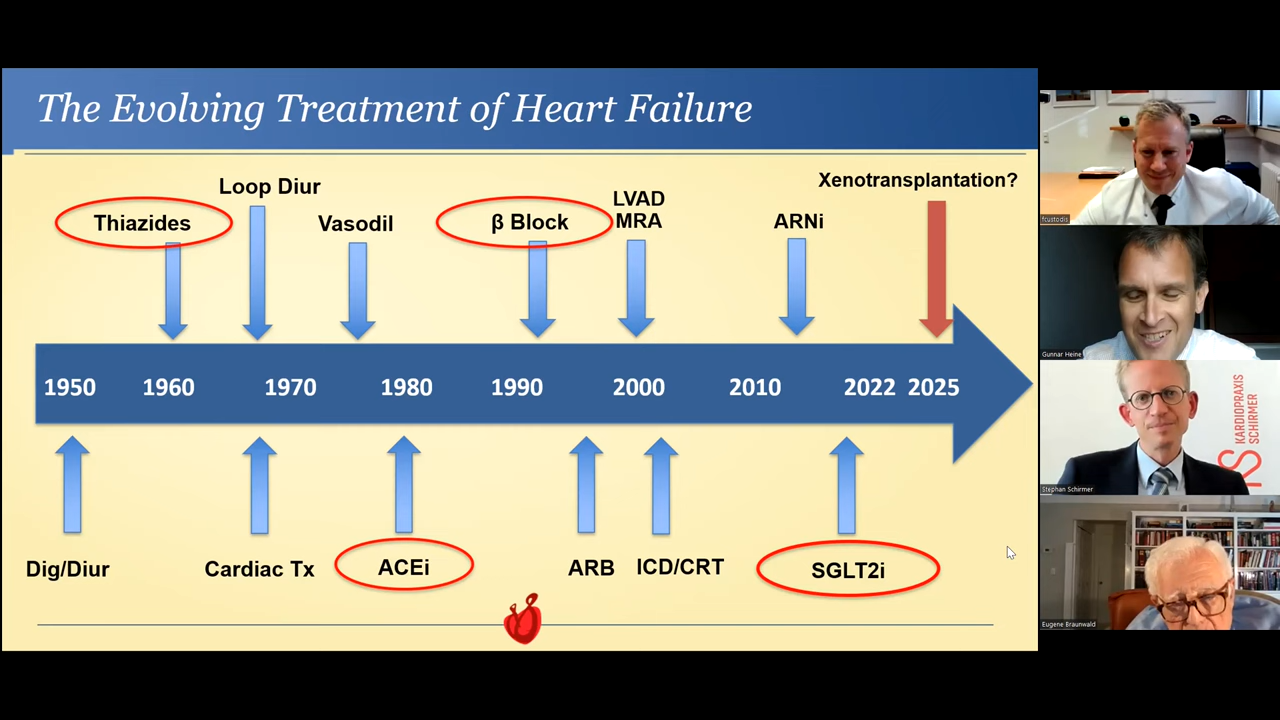 The Evolving Treatment of Heart Failure
Thiazides
Loop Diur
Vasodil
β Block
LVAD
MRA
ARNi
Xenotransplantation?
1950 1960 1970 1980 1990 2000 2010 2022 2025
Dig/Diur
Cardiac Tx
ACEi
ARB
ICD/CRT
SGLT2i
fcustodis
Gunnar Heine
KARDIOPRAXIS
SCHIRMER
Stephan Schirmer
Eugene Braunwald